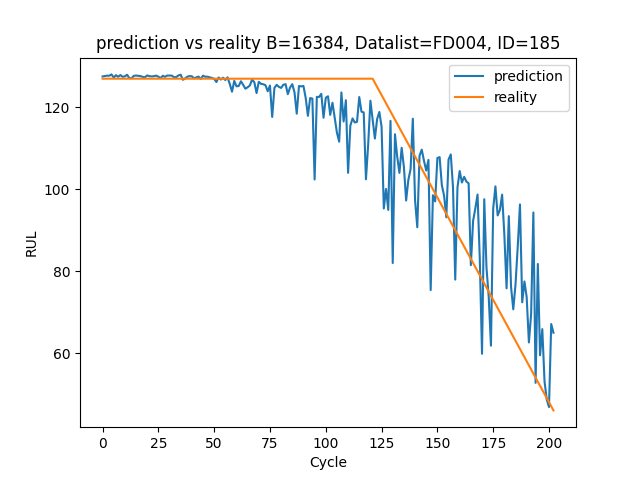 prediction vs reality B=16384, Datalist=FD004, ID=185
prediction
reality
RUL
120
100
80
60
0 25 50 75 100 125 150 175 200
Cycle